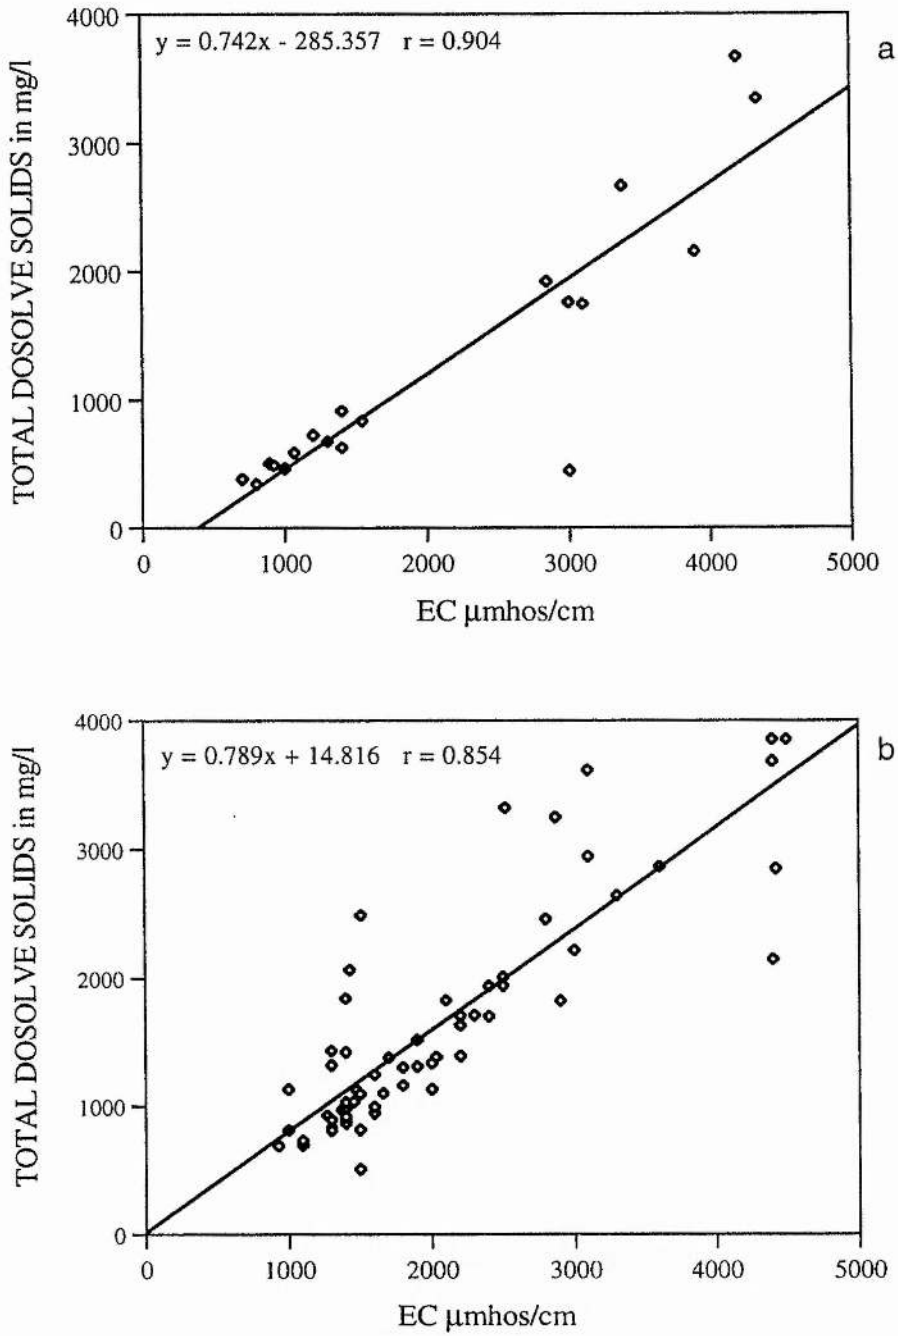 4000
y = 0.742x - 285.357 r = 0.904
a
3000
2000
1000
0
TOTAL DOSOLVE SOLIDS in mg/l
0 1000 2000 3000 4000 5000
EC µmhos/cm
4000
y = 0.789x + 14.816 r = 0.854
b
3000
2000
1000
0
TOTAL DOSOLVE SOLIDS in mg/l
0 1000 2000 3000 4000 5000
EC µmhos/cm